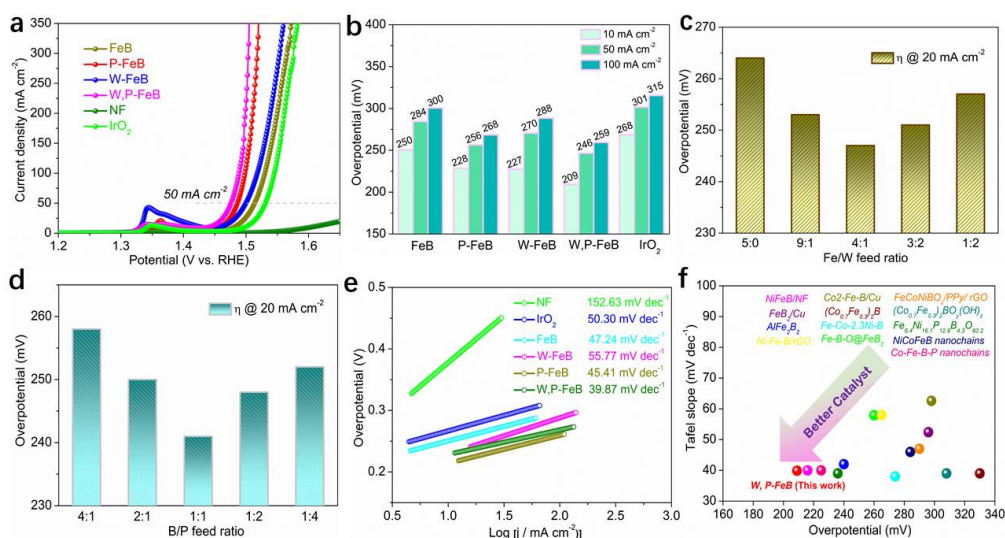 a
Current density (mA cm⁻²)
350
300
250
200
150
100
50
0
FeB
P-FeB
W-FeB
W,P-FeB
NF
IrO₂
50 mA cm⁻²
1.2 1.3 1.4 1.5 1.6
Potential (V vs. RHE)
b
Overpotential (mV)
400
350
300
250
200
150
10 mA cm⁻²
50 mA cm⁻²
100 mA cm⁻²
250 284 300
228 256 268
227 270 288
209 246 259
268 301 315
FeB P-FeB W-FeB W,P-FeB IrO₂
c
Overpotential (mV)
270
260
250
240
230
η @ 20 mA cm⁻²
5:0 9:1 4:1 3:2 1:2
Fe/W feed ratio
d
Overpotential (mV)
260
250
240
230
η @ 20 mA cm⁻²
4:1 2:1 1:1 1:2 1:4
B/P feed ratio
e
Overpotential (V)
0.5
0.4
0.3
0.2
NF 152.63 mV dec⁻¹
IrO₂ 50.30 mV dec⁻¹
FeB 47.24 mV dec⁻¹
W-FeB 55.77 mV dec⁻¹
P-FeB 45.41 mV dec⁻¹
W,P-FeB 39.87 mV dec⁻¹
0.5 1.0 1.5 2.0 2.5
Log [j / mA cm⁻²)]
f
Tafel slope (mV dec⁻¹)
100
90
80
70
60
50
40
30
NiFeB/NF Co2-Fe-B/Cu FeCoNiBOₓ/PPy/ rGO
FeB₂/Cu (Co₀.₇Fe₀.₃)₂B
AlFe₂B₂ Fe-Co-2.3Ni-B
Ni-Fe-B/rGO Fe-B-O@FeB₂ NiCoFeB nanochains
Co-Fe-B-P nanochains
Better Catalyst
W, P-FeB (This work)
180 200 220 240 260 280 300 320 340
Overpotential (mV)